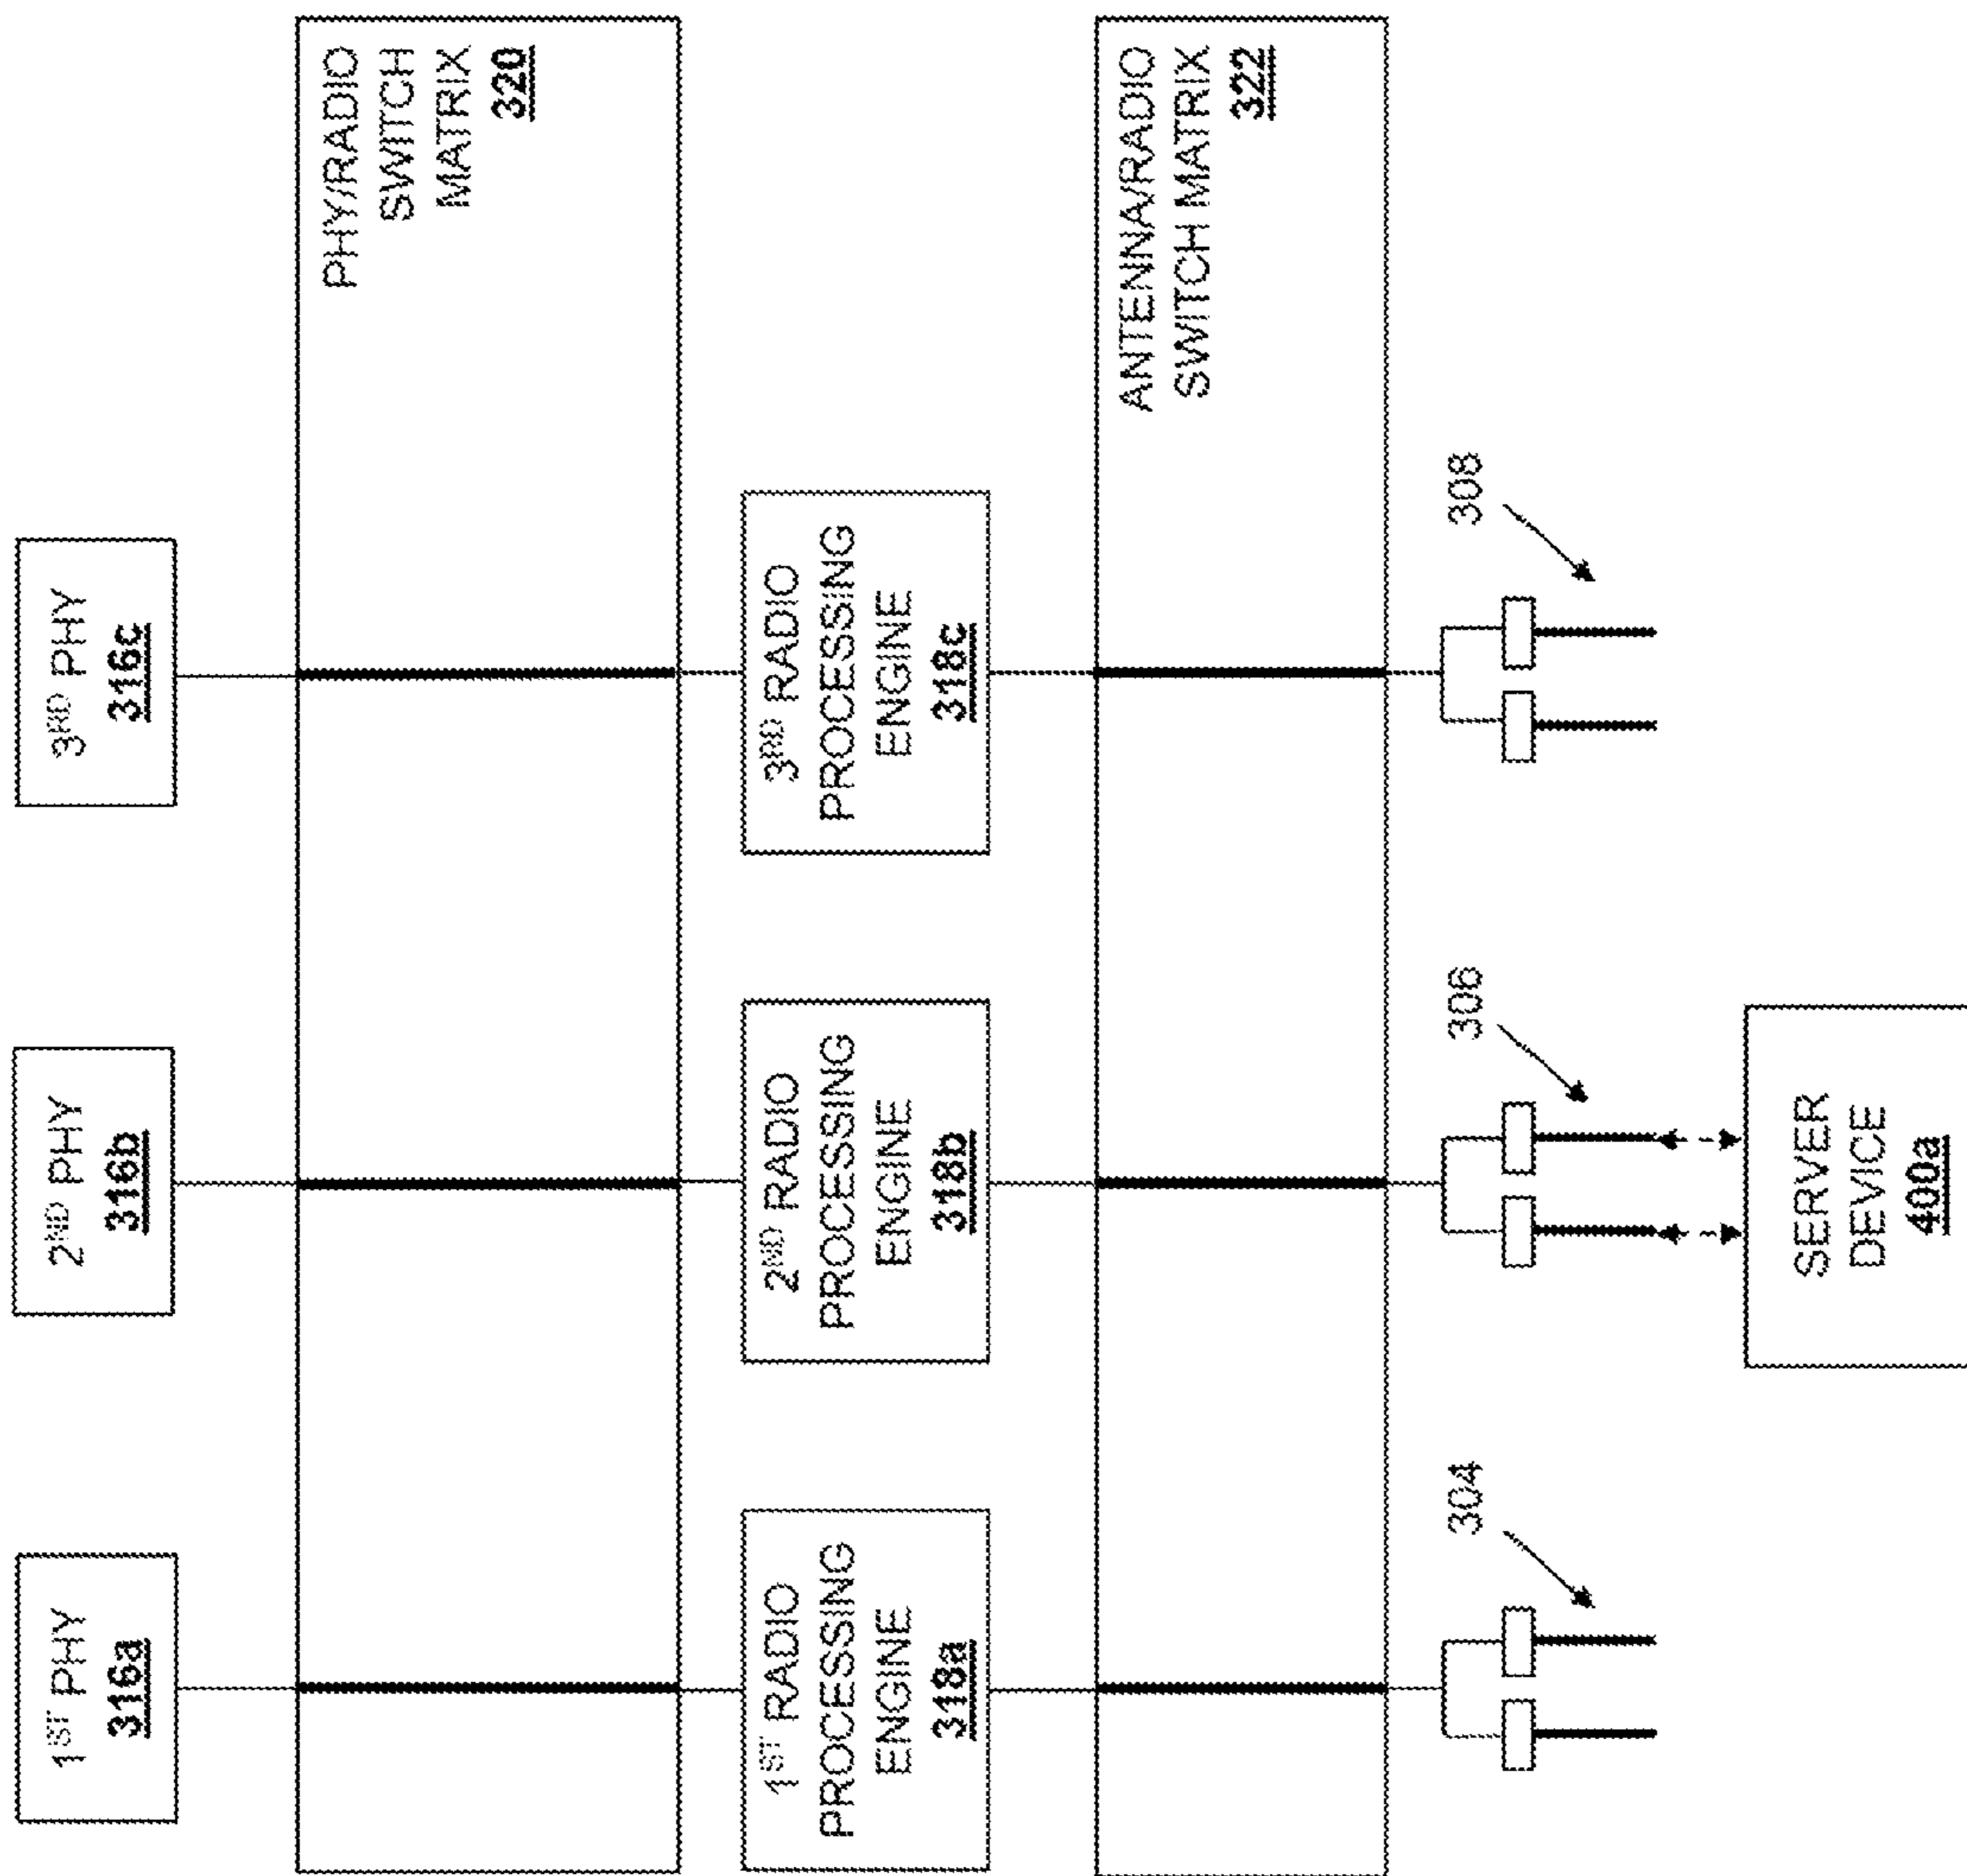 1ST PHY
316a
2ND PHY
316b
3RD PHY
316c
PHY/RADIO
SWITCH
MATRIX
320
1ST RADIO
PROCESSING
ENGINE
318a
2ND RADIO
PROCESSING
ENGINE
318b
3RD RADIO
PROCESSING
ENGINE
318c
ANTENNA/RADIO
SWITCH MATRIX
322
304
306
308
SERVER
DEVICE
400a